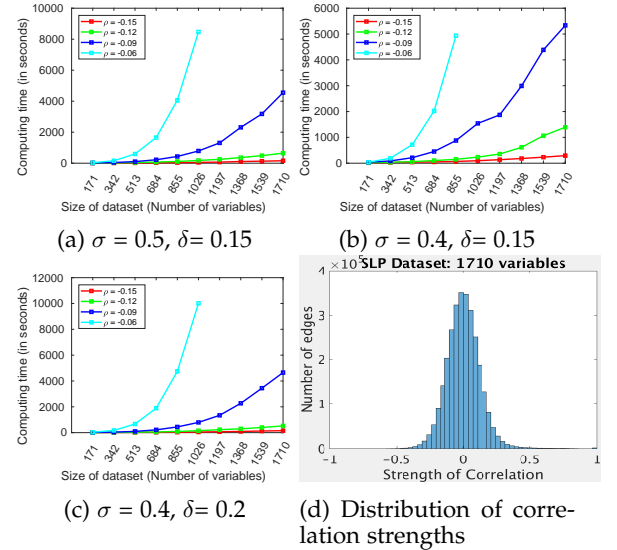 10000
8000
6000
4000
2000
0
Computing time (in seconds)
ρ = -0.15
ρ = -0.12
ρ = -0.09
ρ = -0.06
171 342 513 684 855 1026 1197 1368 1539 1710
Size of dataset (Number of variables)
(a) σ = 0.5, δ= 0.15
6000
5000
4000
3000
2000
1000
0
Computing time (in seconds)
ρ = -0.15
ρ = -0.12
ρ = -0.09
ρ = -0.06
171 342 513 684 855 1026 1197 1368 1539 1710
Size of dataset (Number of variables)
(b) σ = 0.4, δ= 0.15
12000
10000
8000
6000
4000
2000
0
Computing time (in seconds)
ρ = -0.15
ρ = -0.12
ρ = -0.09
ρ = -0.06
171 342 513 684 855 1026 1197 1368 1539 1710
Size of dataset (Number of variables)
(c) σ = 0.4, δ= 0.2
×10⁵
SLP Dataset: 1710 variables
4
3
2
1
0
Number of edges
-1 -0.5 0 0.5 1
Strength of Correlation
(d) Distribution of corre-
lation strengths